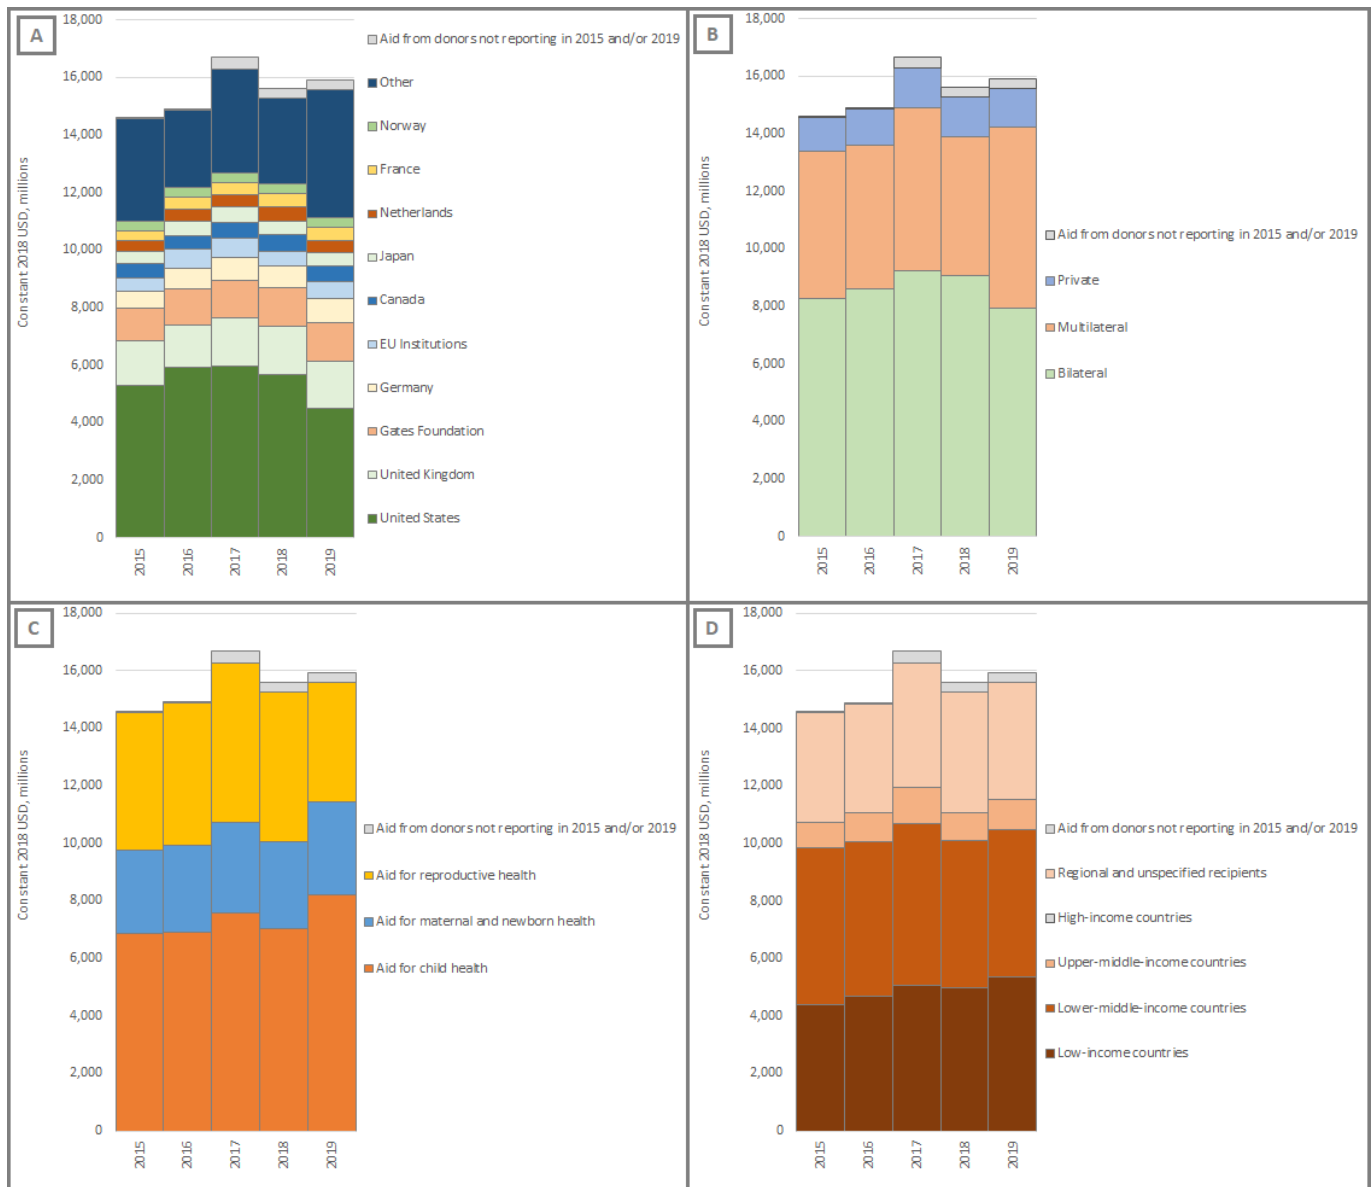 A
Constant 2018 USD, millions
18,000
16,000
14,000
12,000
10,000
8,000
6,000
4,000
2,000
0
2015
2016
2017
2018
2019
Aid from donors not reporting in 2015 and/or 2019
Other
Norway
France
Netherlands
Japan
Canada
EU Institutions
Germany
Gates Foundation
United Kingdom
United States
B
Constant 2018 USD, millions
18,000
16,000
14,000
12,000
10,000
8,000
6,000
4,000
2,000
0
2015
2016
2017
2018
2019
Aid from donors not reporting in 2015 and/or 2019
Private
Multilateral
Bilateral
C
Constant 2018 USD, millions
18,000
16,000
14,000
12,000
10,000
8,000
6,000
4,000
2,000
0
2015
2016
2017
2018
2019
Aid from donors not reporting in 2015 and/or 2019
Aid for reproductive health
Aid for maternal and newborn health
Aid for child health
D
Constant 2018 USD, millions
18,000
16,000
14,000
12,000
10,000
8,000
6,000
4,000
2,000
0
2015
2016
2017
2018
2019
Aid from donors not reporting in 2015 and/or 2019
Regional and unspecified recipients
High-income countries
Upper-middle-income countries
Lower-middle-income countries
Low-income countries